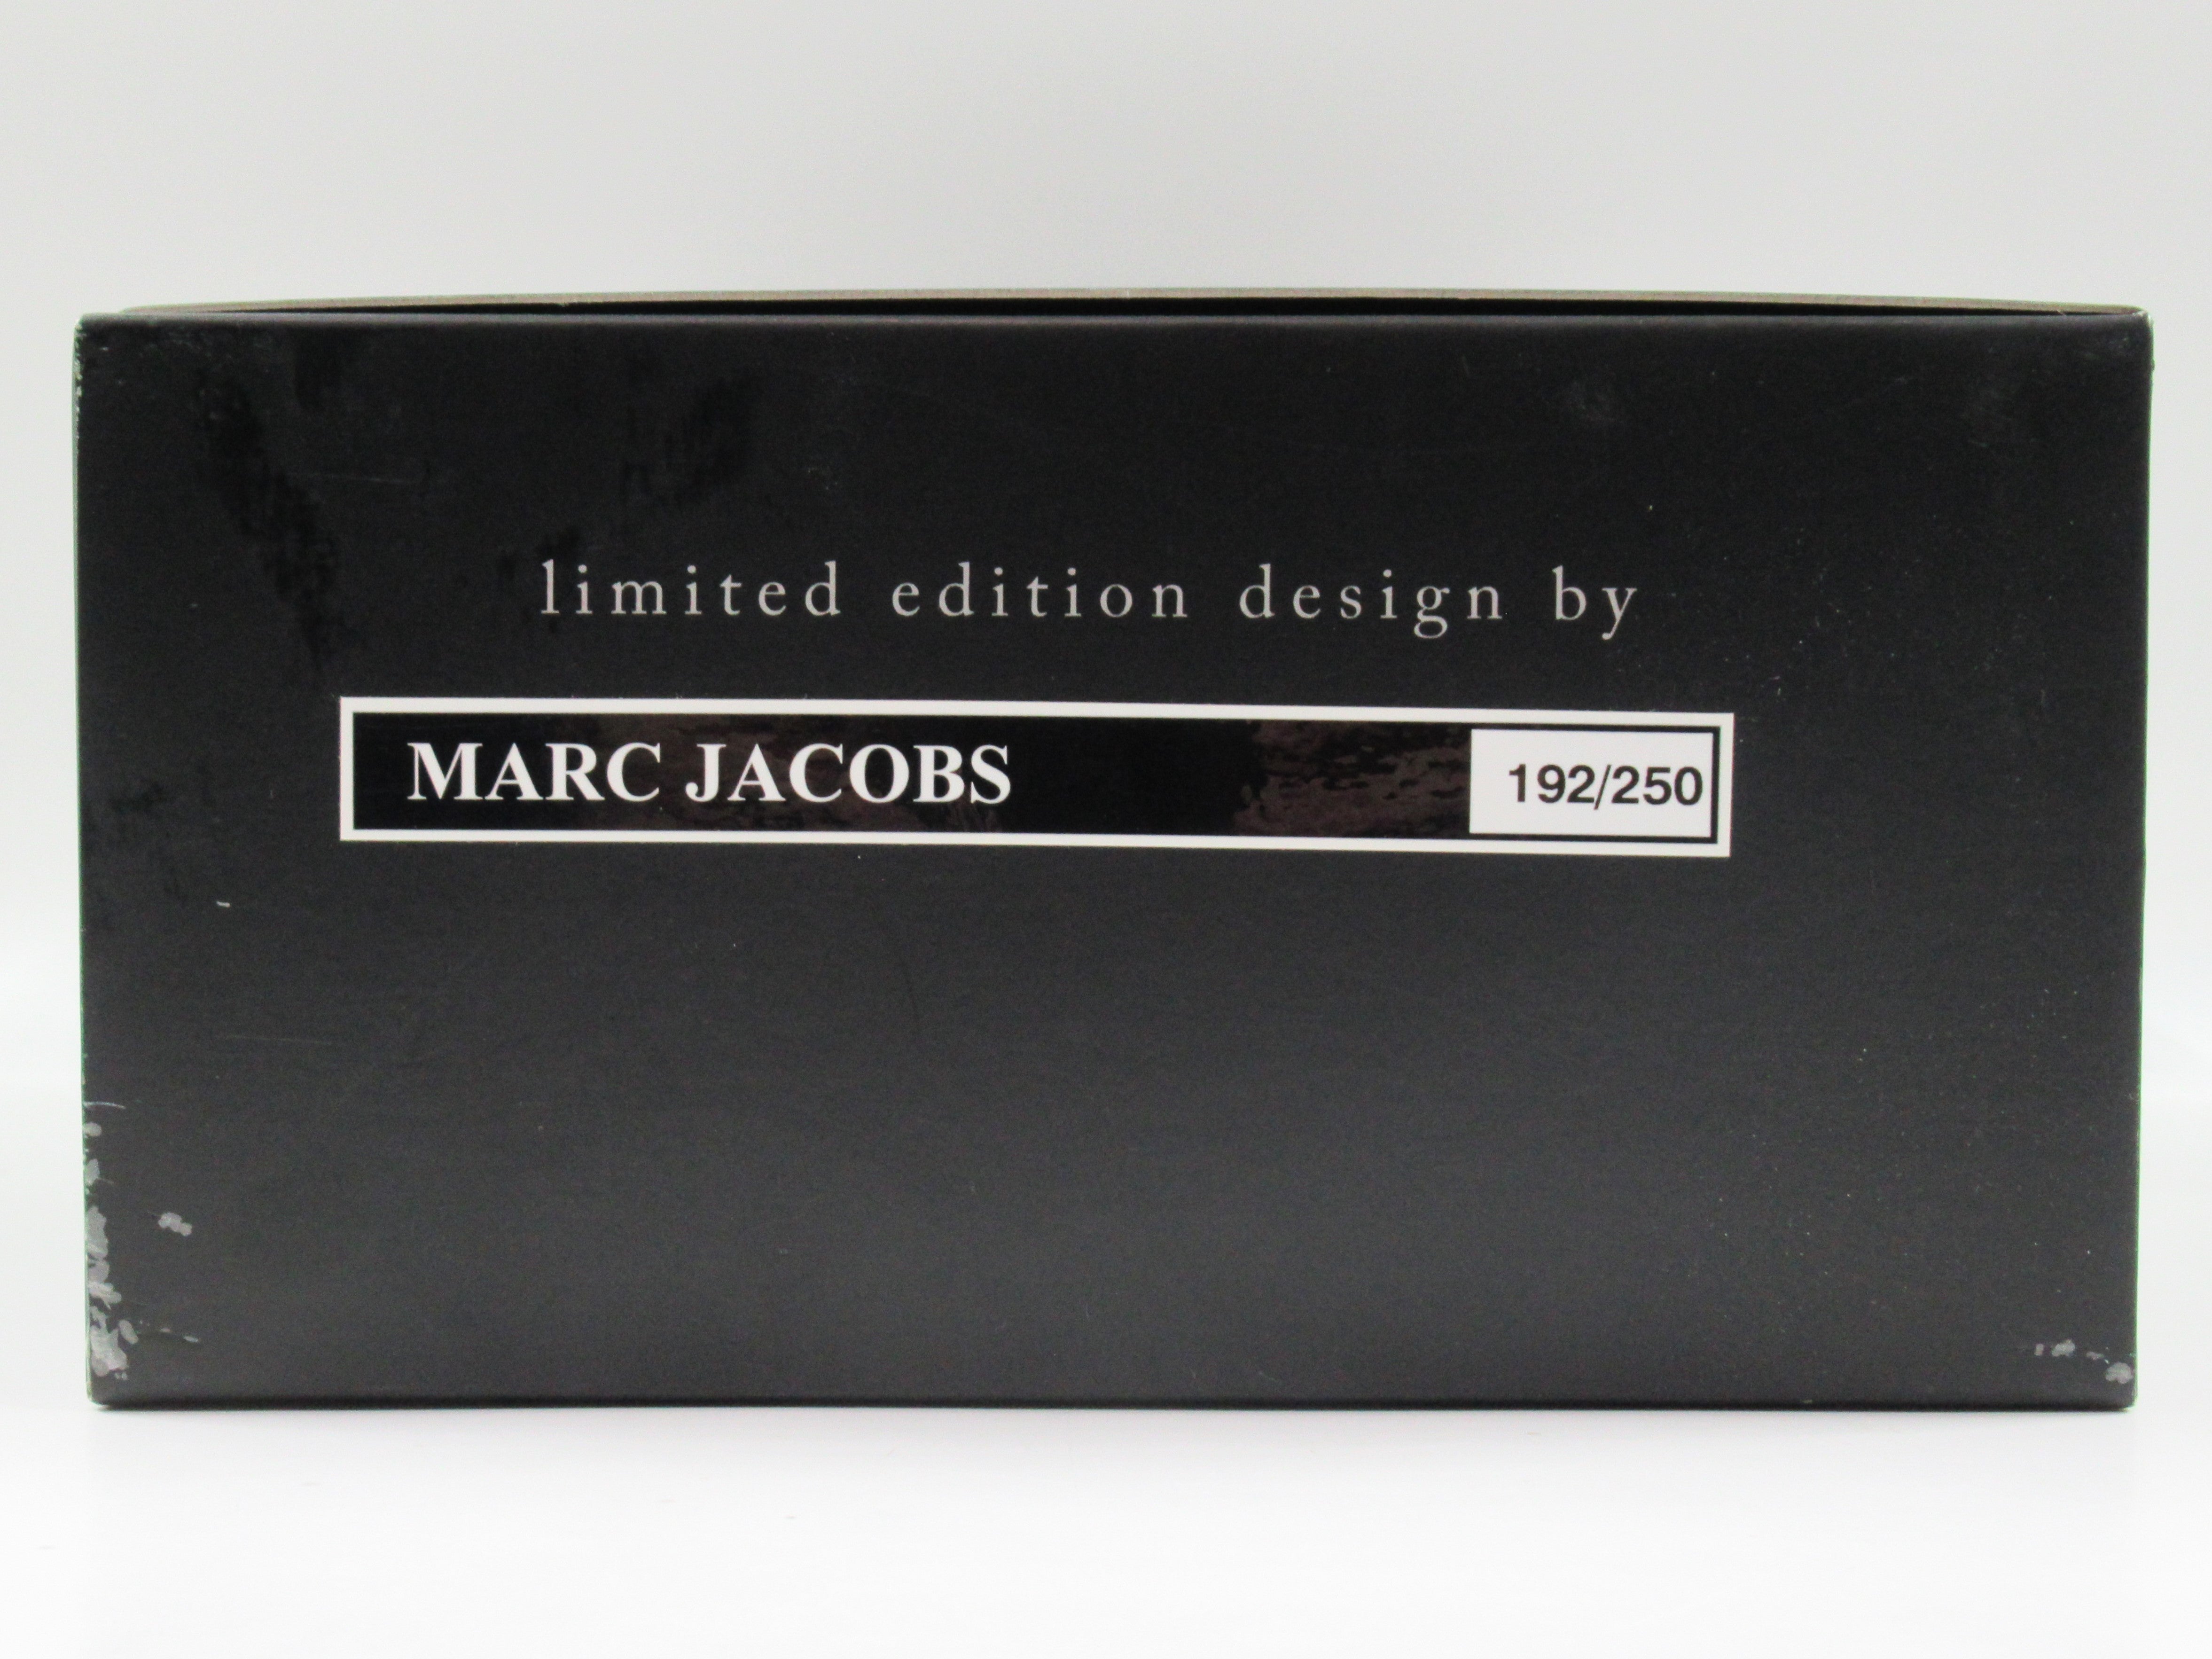 limited edition design by
MARC JACOBS 192/250